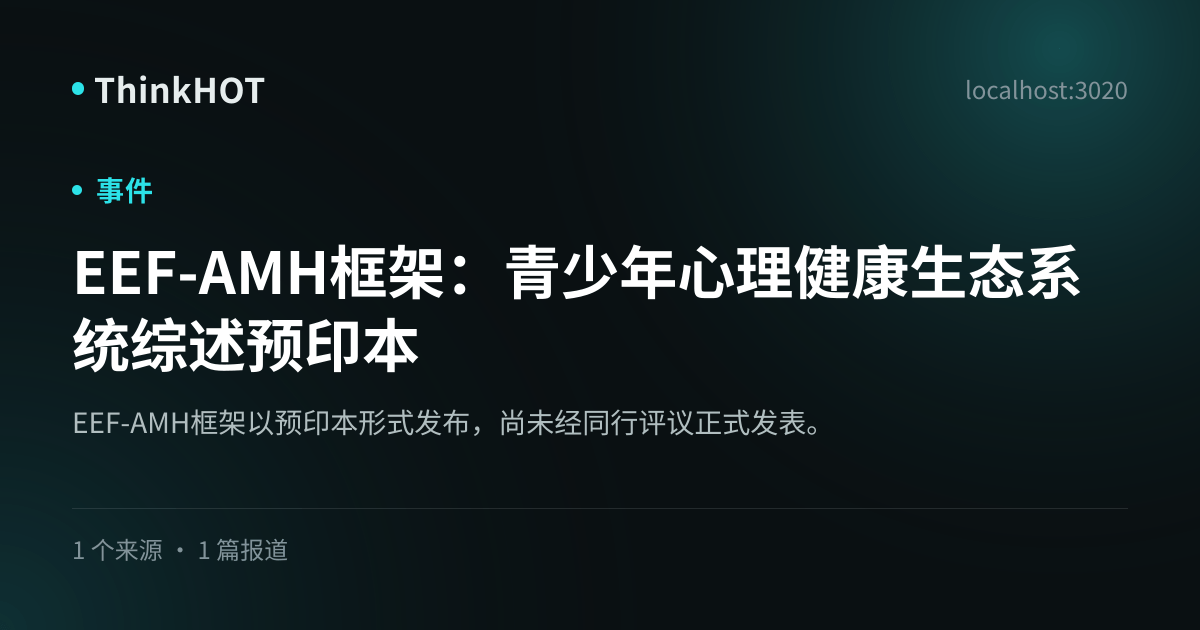 ThinkHOT
localhost:3020
事件
EEF-AMH框架：青少年心理健康生态系
统综述预印本
EEF-AMH框架以预印本形式发布，尚未经同行评议正式发表。
1 个来源 · 1 篇报道